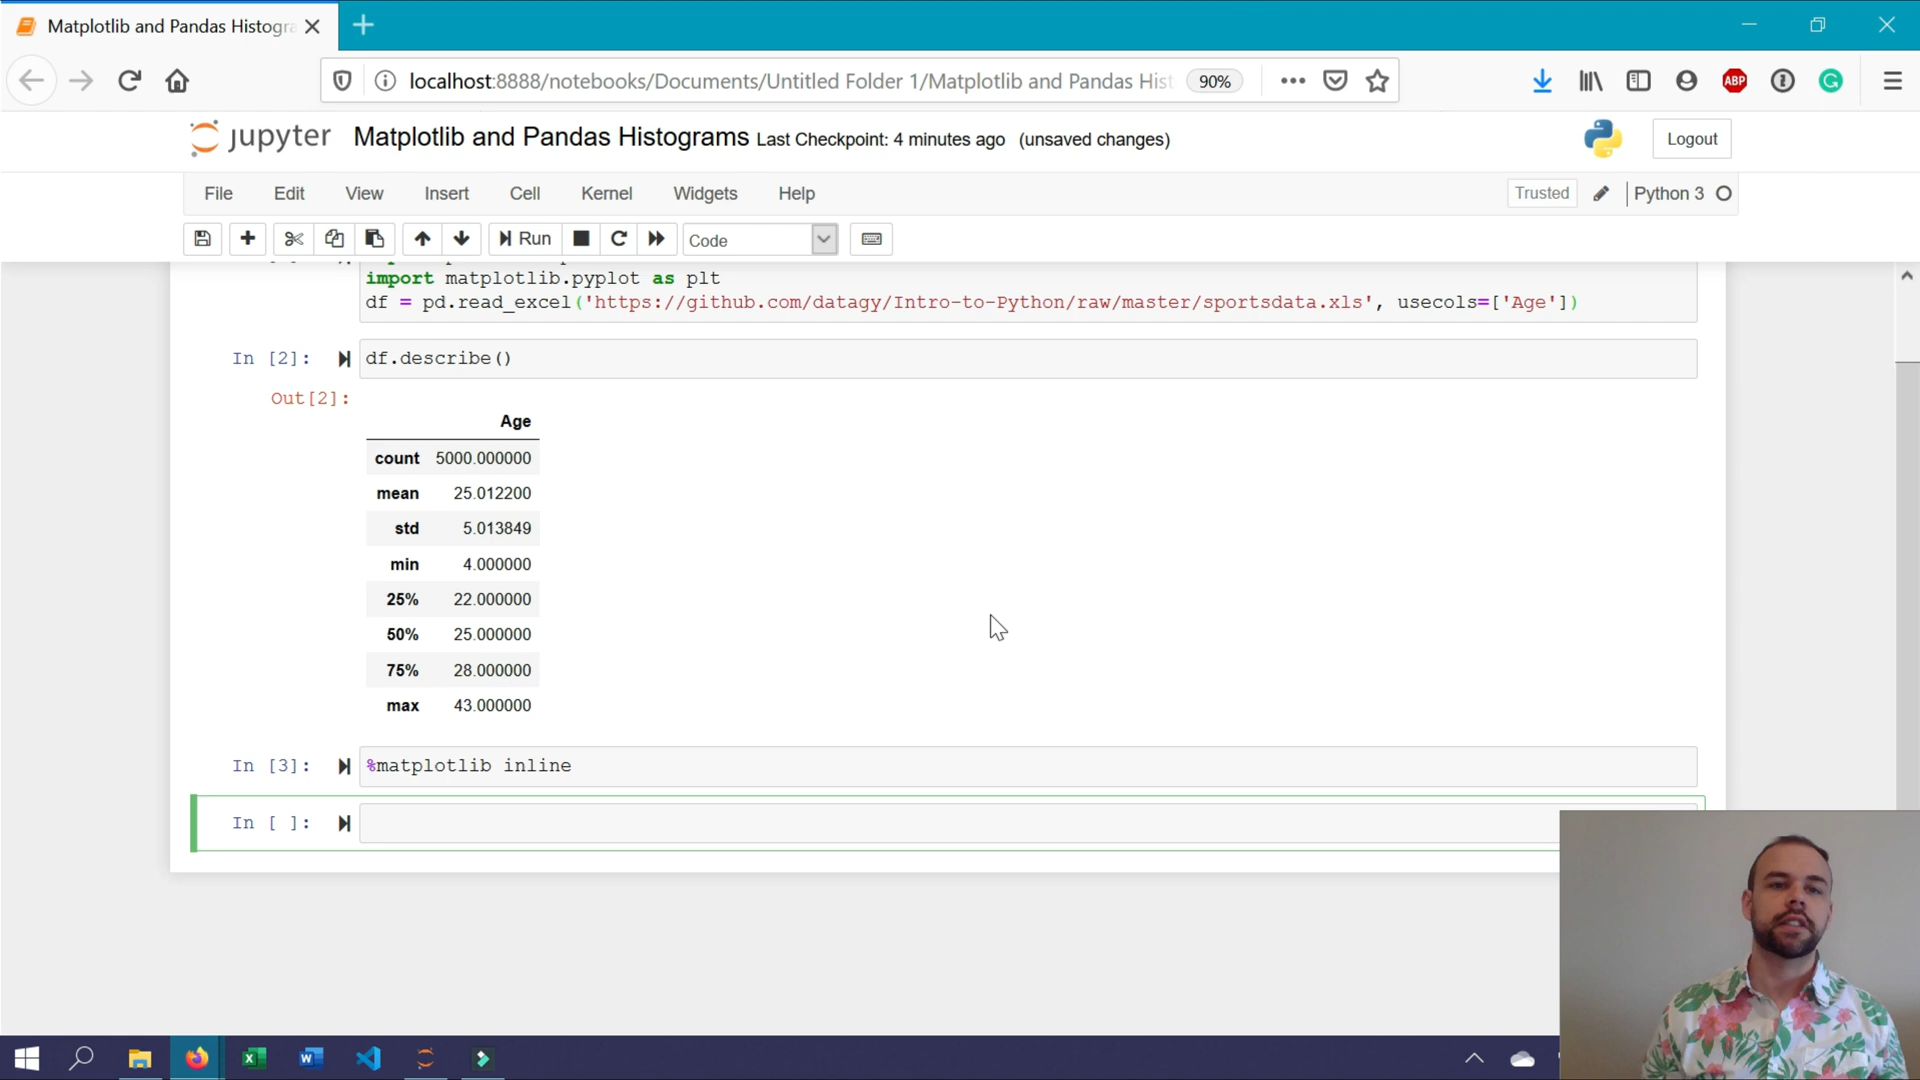 Matplotlib and Pandas Histogra
localhost:8888/notebooks/Documents/Untitled Folder 1/Matplotlib and Pandas Hist
90%
ABP
jupyter Matplotlib and Pandas Histograms Last Checkpoint: 4 minutes ago (unsaved changes)
Logout
File Edit View Insert Cell Kernel Widgets Help
Trusted
Python 3
Run
Code
import matplotlib.pyplot as plt
df = pd.read_excel('https://github.com/datagy/Intro-to-Python/raw/master/sportsdata.xls', usecols=['Age'])
In [2]: df.describe()
Out[2]:
Age
count 5000.000000
mean 25.012200
std 5.013849
min 4.000000
25% 22.000000
50% 25.000000
75% 28.000000
max 43.000000
In [3]: %matplotlib inline
In [ ]: